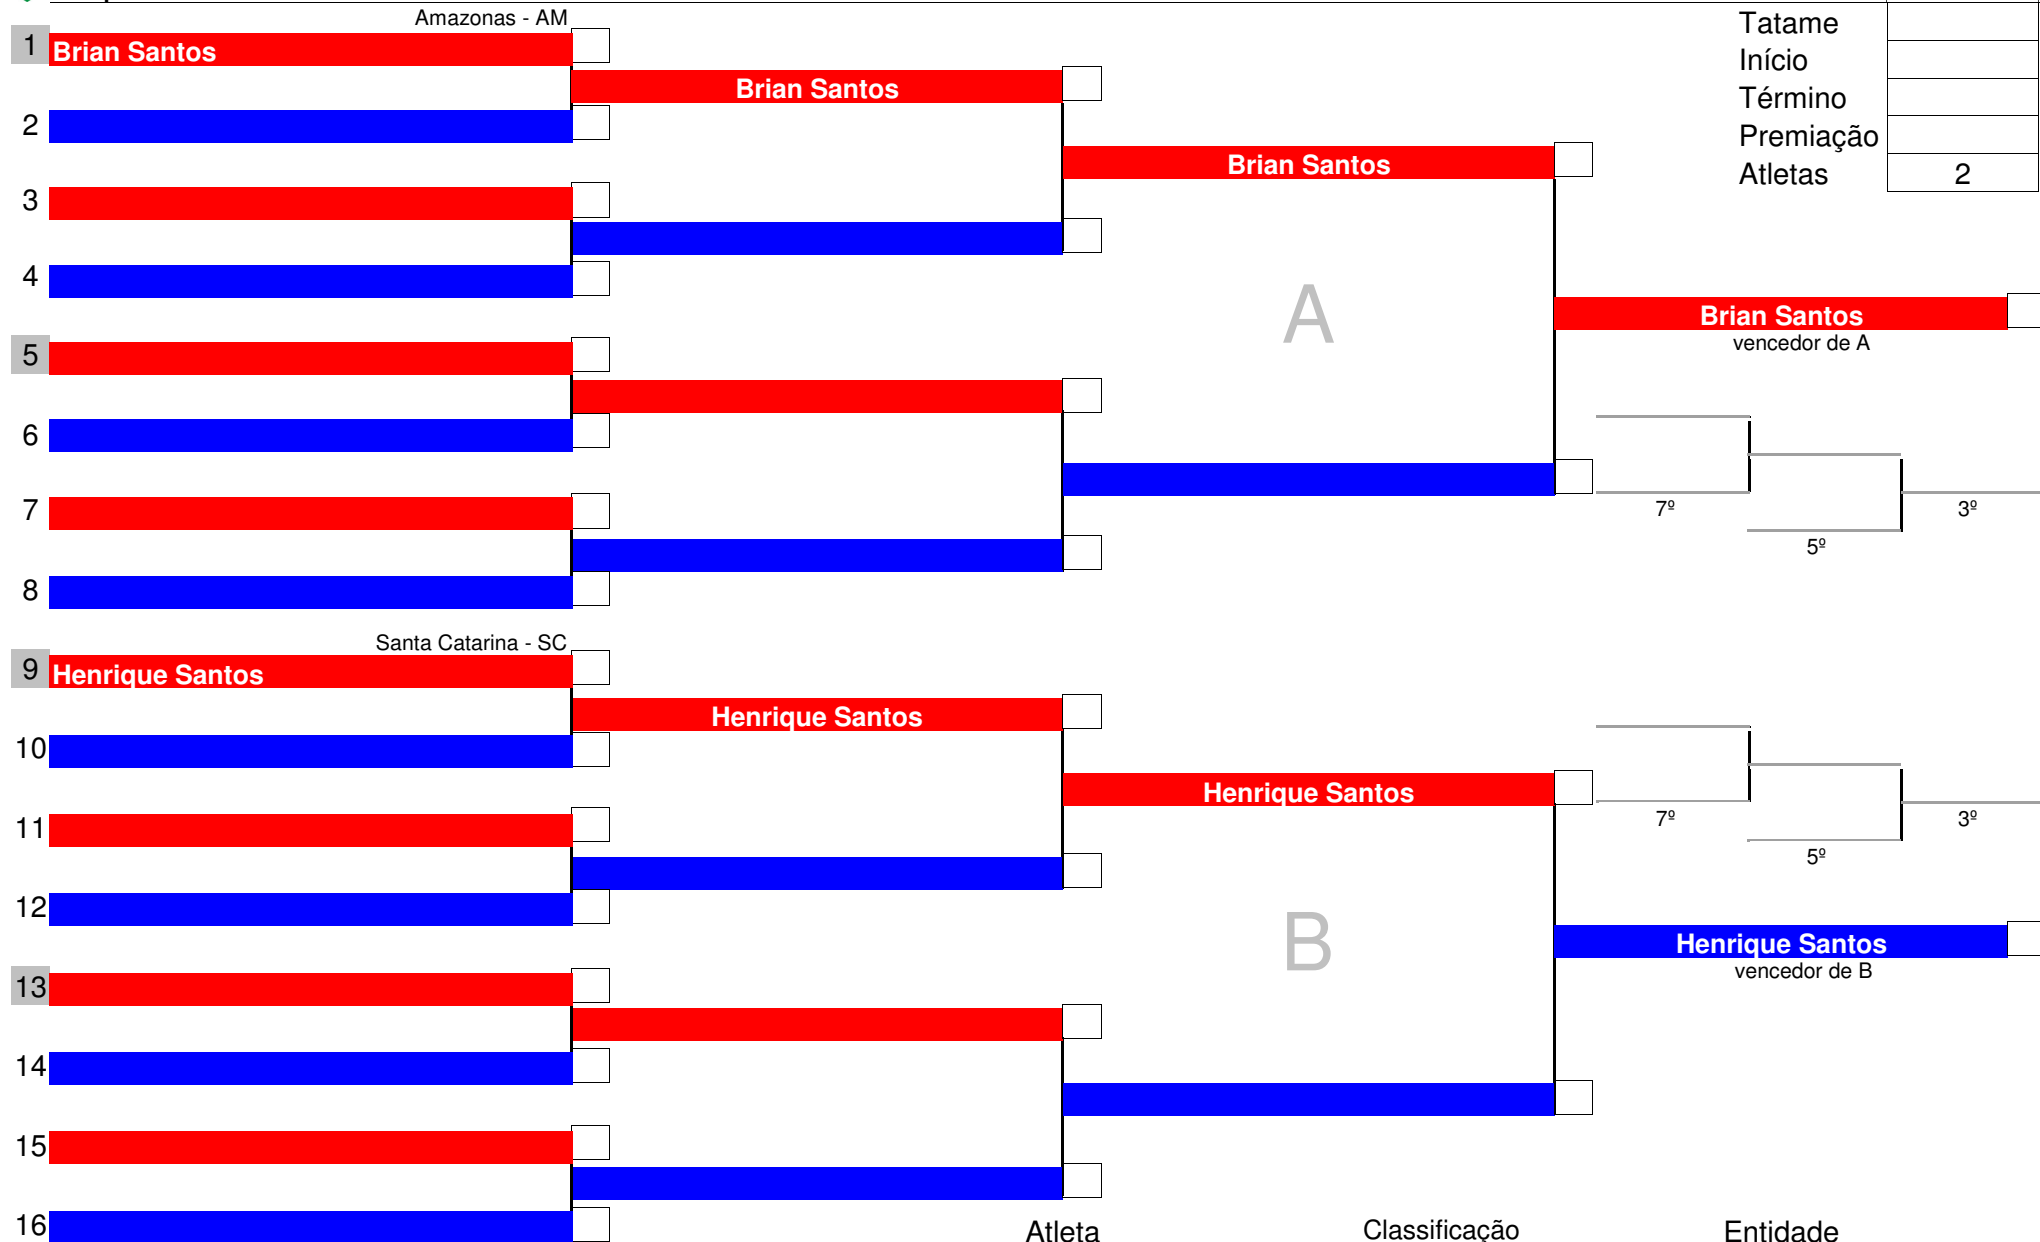 Amazonas - AM
Tatame
1 Brian Santos
Início
Brian Santos
Término
2
Premiação
Brian Santos
Atletas 2
3
4
A
Brian Santos
vencedor de A
5
6
7
7º 3º
5º
8
Santa Catarina - SC
9 Henrique Santos
Henrique Santos
10
Henrique Santos
11
7º 3º
5º
12
B
Henrique Santos
vencedor de B
13
14
15
16
Atleta Classificação Entidade